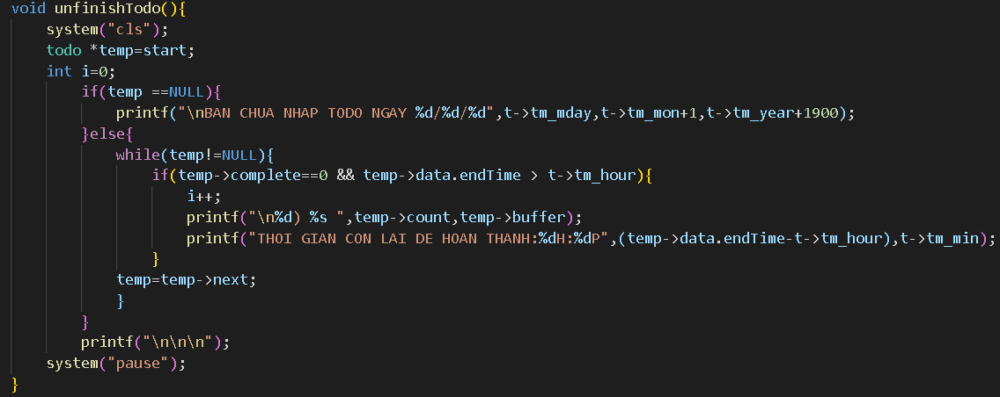 void unfinishTodo(){
    system("cls");
    todo *temp=start;
    int i=0;
        if(temp ==NULL){
            printf("\nBAN CHUA NHAP TODO NGAY %d/%d/%d",t->tm_mday,t->tm_mon+1,t->tm_year+1900);
        }else{
            while(temp!=NULL){
                if(temp->complete==0 && temp->data.endTime > t->tm_hour){
                    i++;
                    printf("\n%d) %s ",temp->count,temp->buffer);
                    printf("THOI GIAN CON LAI DE HOAN THANH:%dH:%dP",(temp->data.endTime-t->tm_hour),t->tm_min);
                }
            temp=temp->next;
            }
        }
        printf("\n\n\n");
    system("pause");
}